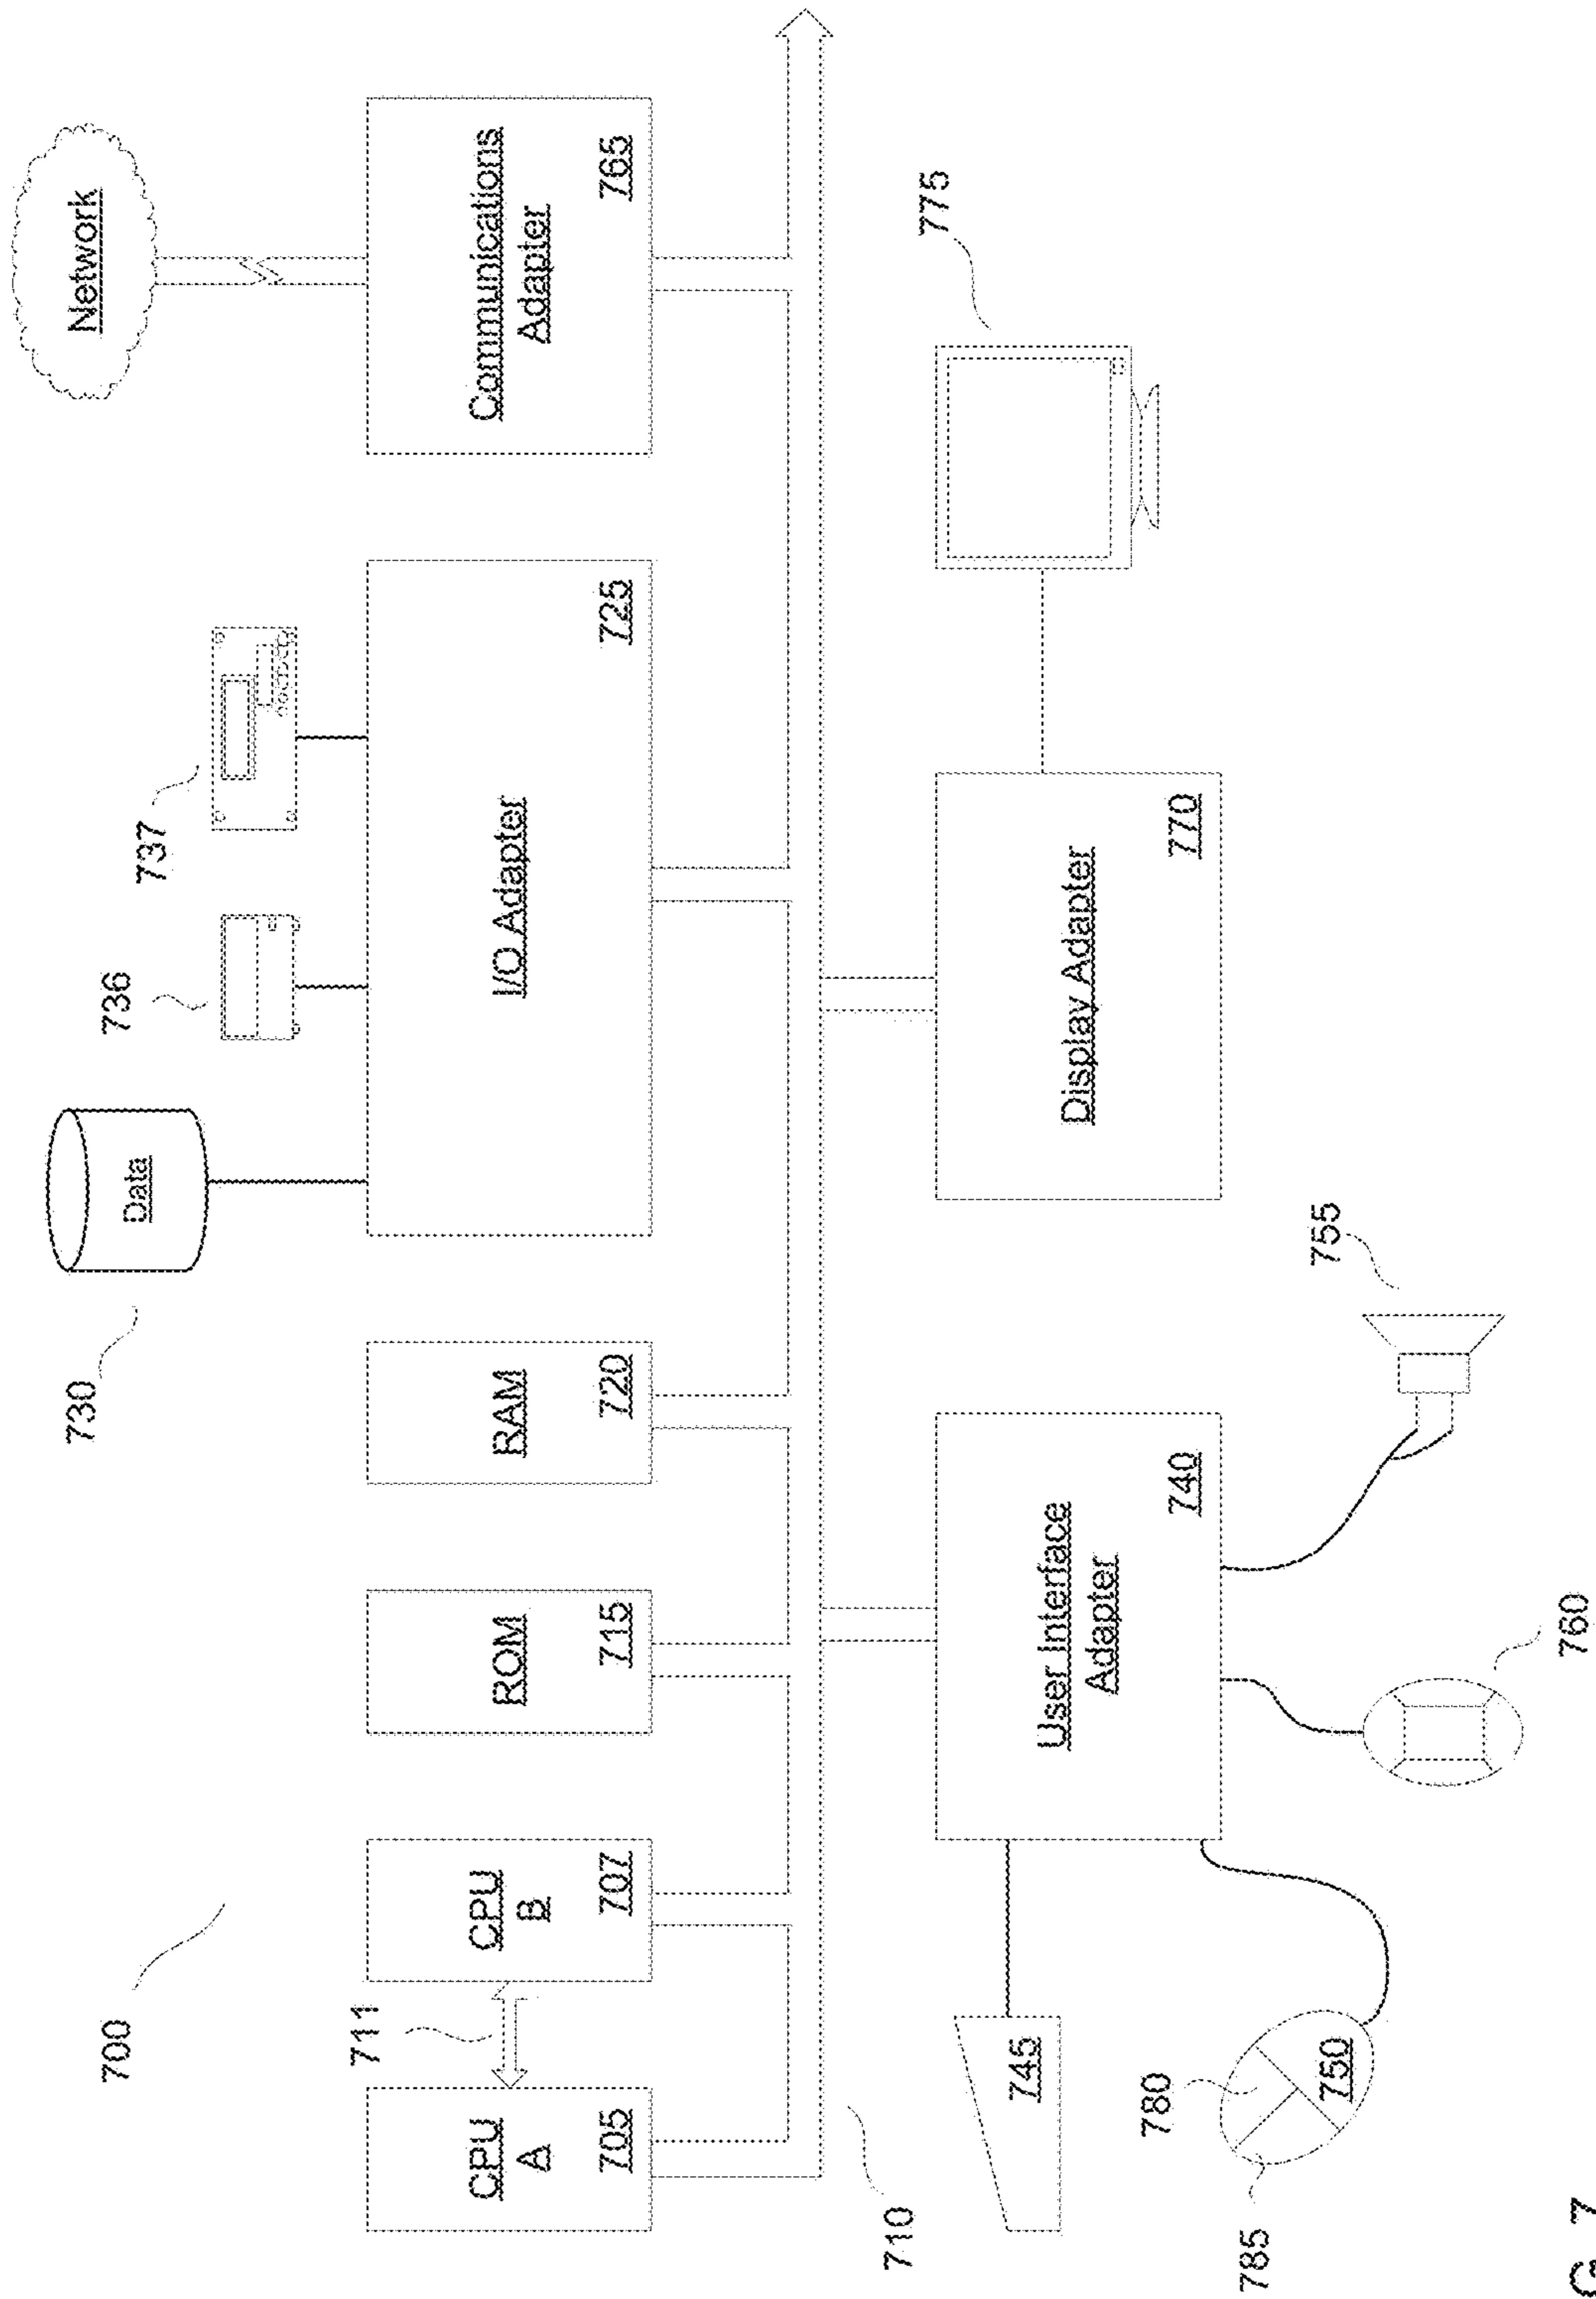 700
730
Data
736
737
Network
711
CPU
A
705
CPU
B
707
ROM
715
RAM
720
I/O Adapter
725
Communications
Adapter
765
710
745
User Interface
Adapter
740
Display Adapter
770
775
780
785
750
760
755
G. 7